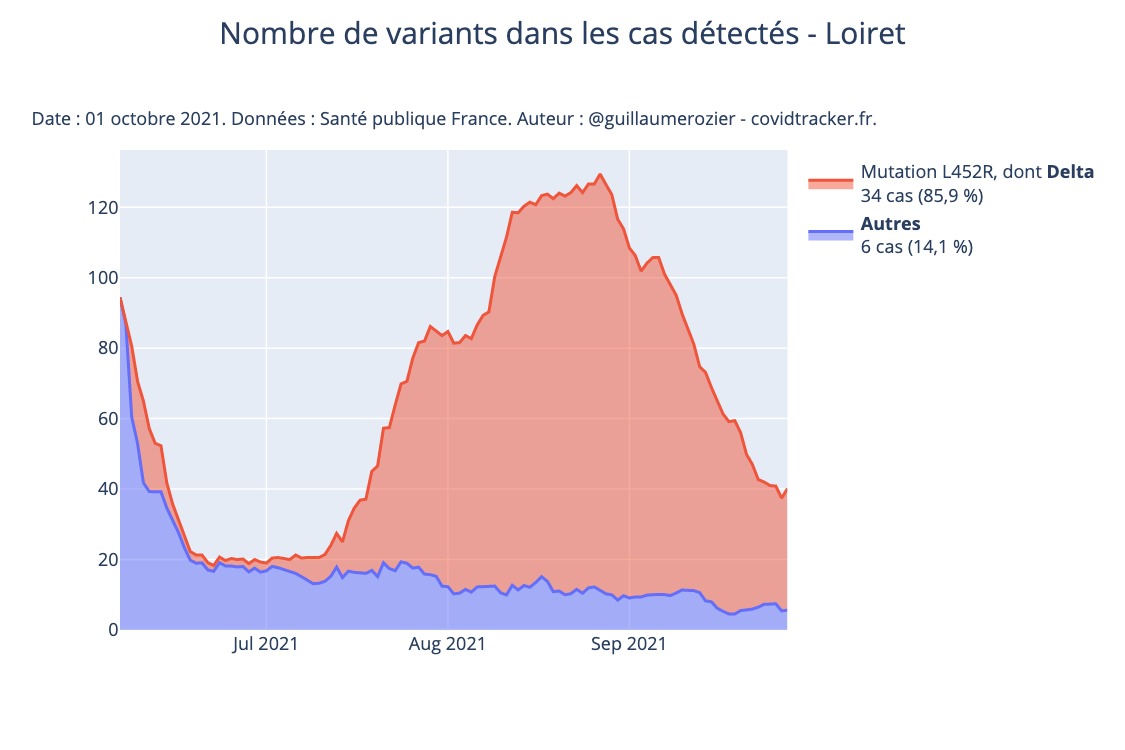 Nombre de variants dans les cas détectés - Loiret
Date : 01 octobre 2021. Données : Santé publique France. Auteur : @guillaumerozier - covidtracker.fr.
Mutation L452R, dont Delta
34 cas (85,9 %)
Autres
6 cas (14,1 %)
120
100
80
60
40
20
0
Jul 2021
Aug 2021
Sep 2021